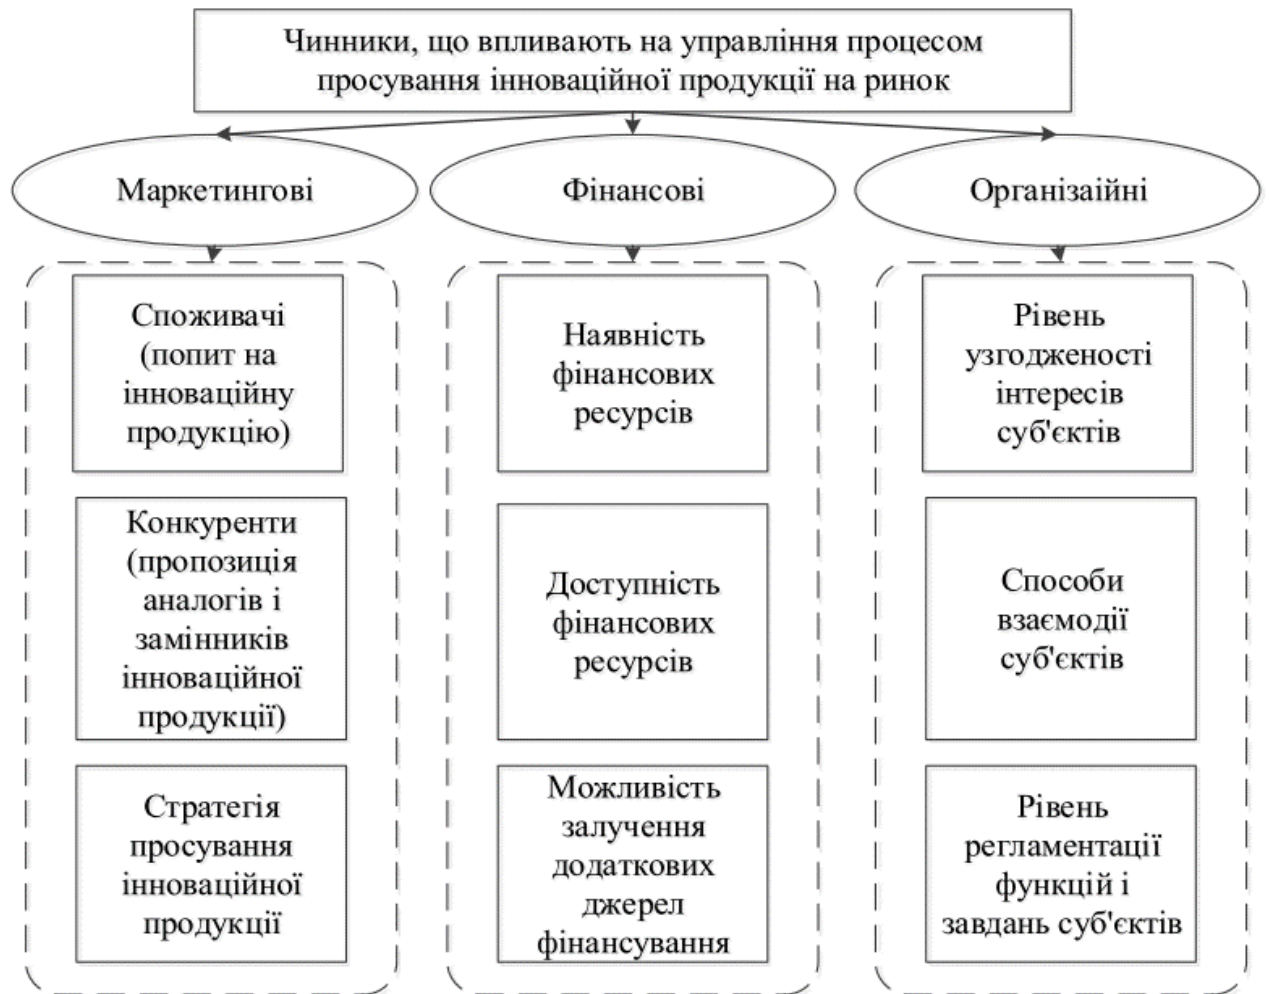 Чинники, що впливають на управління процесом
просування інноваційної продукції на ринок
Маркетингові
Фінансові
Організаійні
Споживачі
(попит на
інноваційну
продукцію)
Наявність
фінансових
ресурсів
Рівень
узгодженості
інтересів
суб'єктів
Конкуренти
(пропозиція
аналогів і
замінників
інноваційної
продукції)
Доступність
фінансових
ресурсів
Способи
взаємодії
суб'єктів
Стратегія
просування
інноваційної
продукції
Можливість
залучення
додаткових
джерел
фінансування
Рівень
регламентації
функцій і
завдань суб'єктів